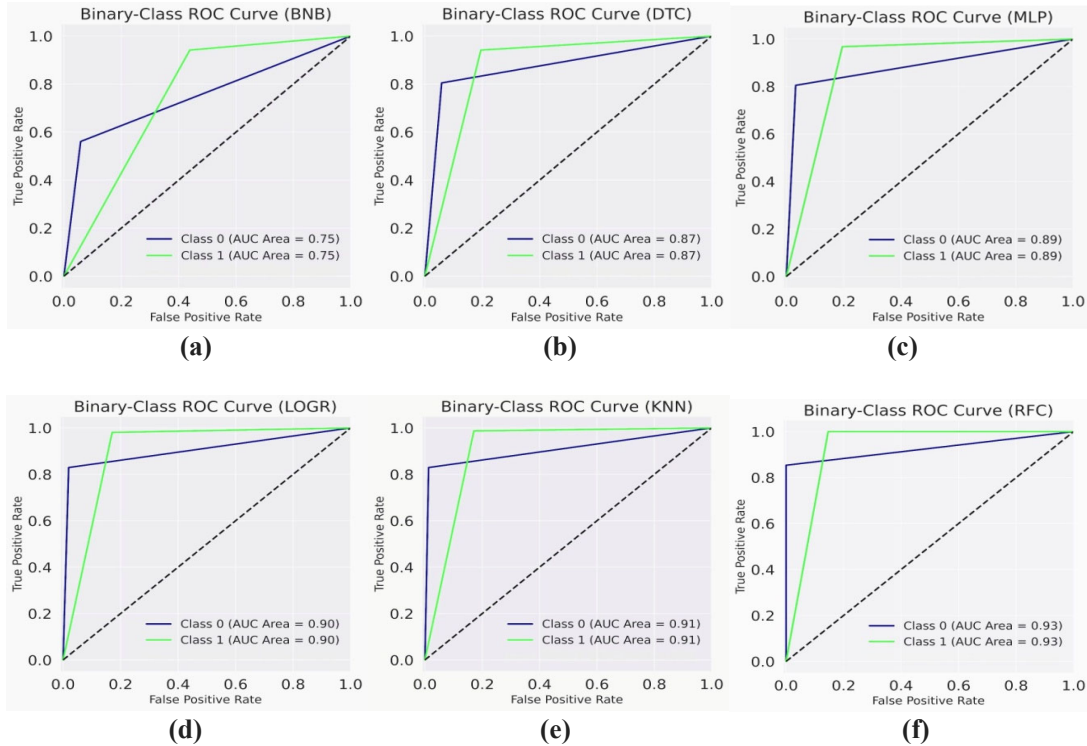 Binary-Class ROC Curve (BNB)
True Positive Rate
1.0
0.8
0.6
0.4
0.2
0.0
Class 0 (AUC Area = 0.75)
Class 1 (AUC Area = 0.75)
0.0 0.2 0.4 0.6 0.8 1.0
False Positive Rate
(a)
Binary-Class ROC Curve (DTC)
True Positive Rate
1.0
0.8
0.6
0.4
0.2
0.0
Class 0 (AUC Area = 0.87)
Class 1 (AUC Area = 0.87)
0.0 0.2 0.4 0.6 0.8 1.0
False Positive Rate
(b)
Binary-Class ROC Curve (MLP)
True Positive Rate
1.0
0.8
0.6
0.4
0.2
0.0
Class 0 (AUC Area = 0.89)
Class 1 (AUC Area = 0.89)
0.0 0.2 0.4 0.6 0.8 1.0
False Positive Rate
(c)
Binary-Class ROC Curve (LOGR)
True Positive Rate
1.0
0.8
0.6
0.4
0.2
0.0
Class 0 (AUC Area = 0.90)
Class 1 (AUC Area = 0.90)
0.0 0.2 0.4 0.6 0.8 1.0
False Positive Rate
(d)
Binary-Class ROC Curve (KNN)
True Positive Rate
1.0
0.8
0.6
0.4
0.2
0.0
Class 0 (AUC Area = 0.91)
Class 1 (AUC Area = 0.91)
0.0 0.2 0.4 0.6 0.8 1.0
False Positive Rate
(e)
Binary-Class ROC Curve (RFC)
True Positive Rate
1.0
0.8
0.6
0.4
0.2
0.0
Class 0 (AUC Area = 0.93)
Class 1 (AUC Area = 0.93)
0.0 0.2 0.4 0.6 0.8 1.0
False Positive Rate
(f)